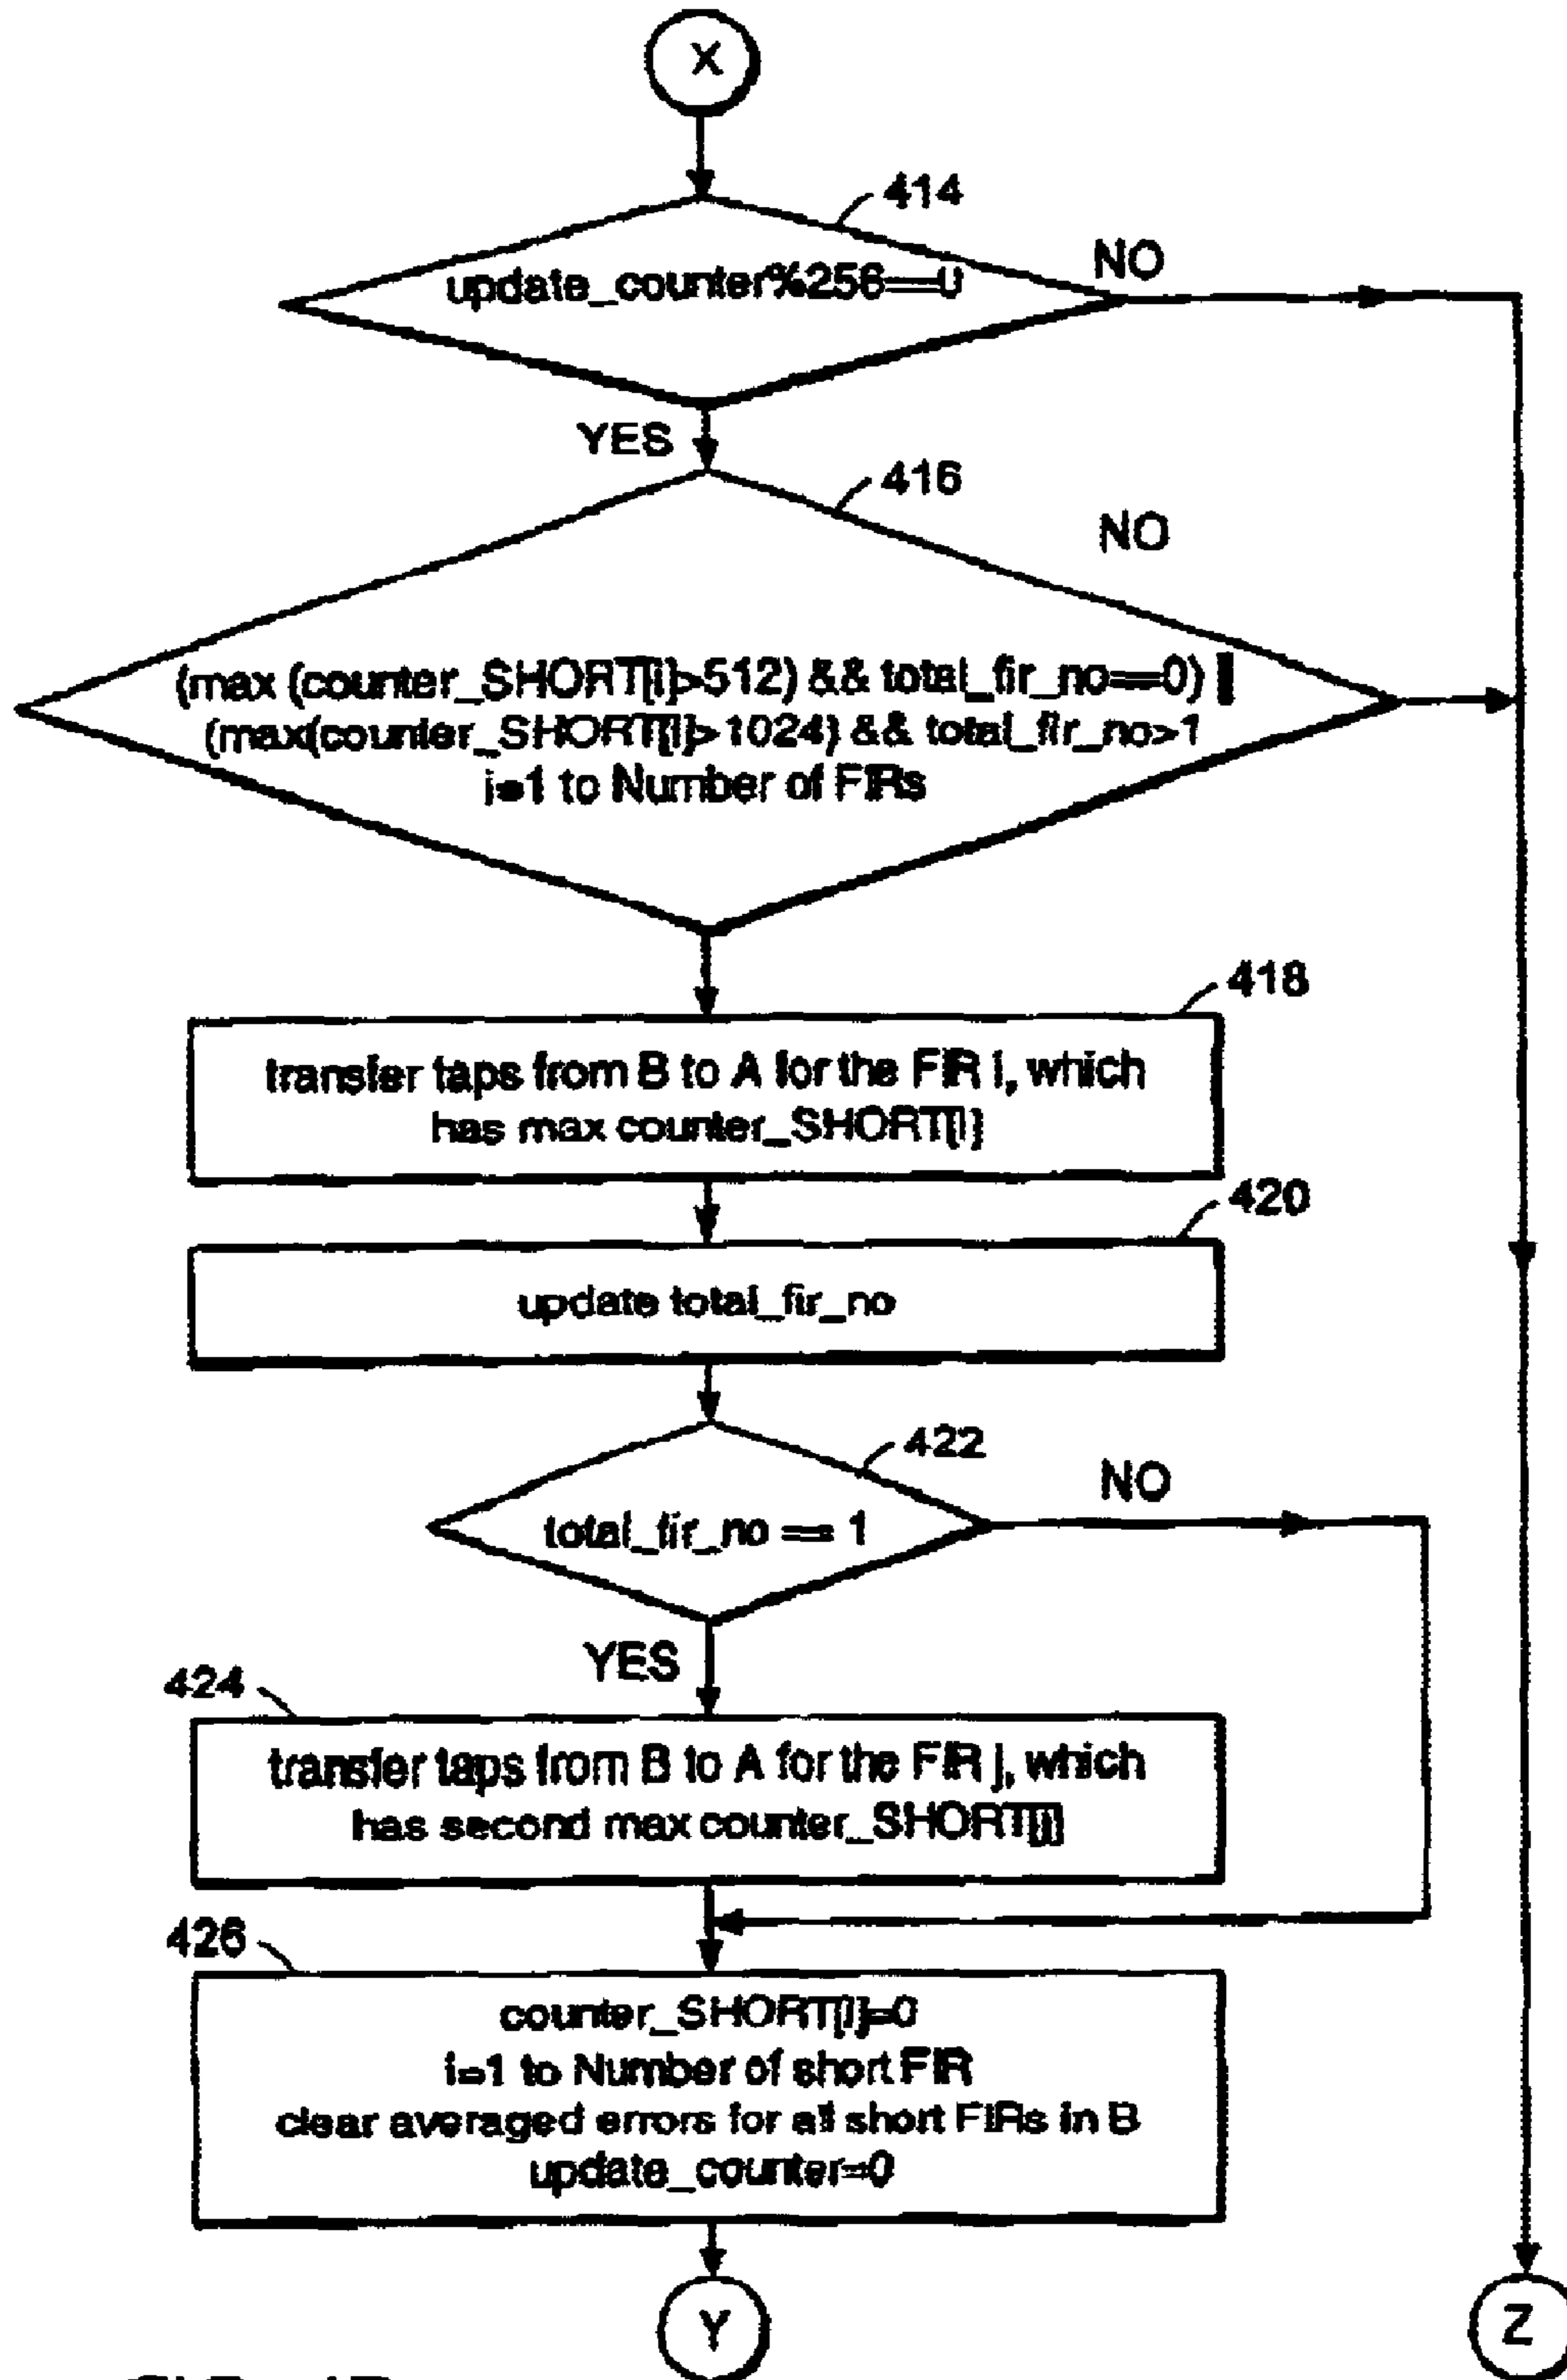 X
414
update_counter%256==0
NO
YES
416
NO
(max (counter_SHORT[i]>512) && total_fir_no==0) ||
(max(counter_SHORT[i]>1024) && total_fir_no>1
i=1 to Number of FIRs
418
transfer taps from B to A for the FIR i, which
has max counter_SHORT[i]
420
update total_fir_no
422
NO
total_fir_no == 1
YES
424
transfer taps from B to A for the FIR j, which
has second max counter_SHORT[j]
426
counter_SHORT[i]=0
i=1 to Number of short FIR
clear averaged errors for all short FIRs in B
update_counter=0
Y
Z